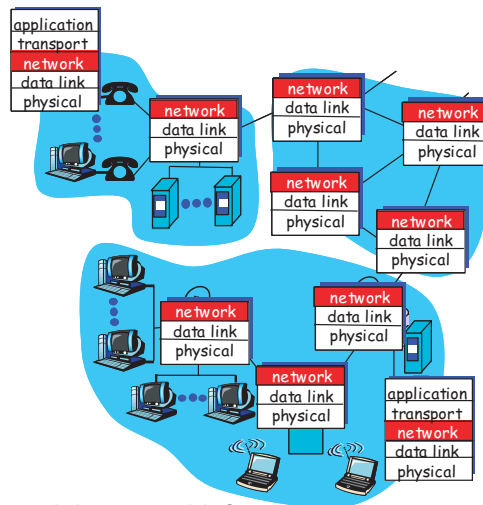 application
transport
network
data link
physical
network
data link
physical
network
data link
physical
network
data link
physical
network
data link
physical
network
data link
physical
network
data link
physical
network
data link
physical
network
data link
physical
application
transport
network
data link
physical